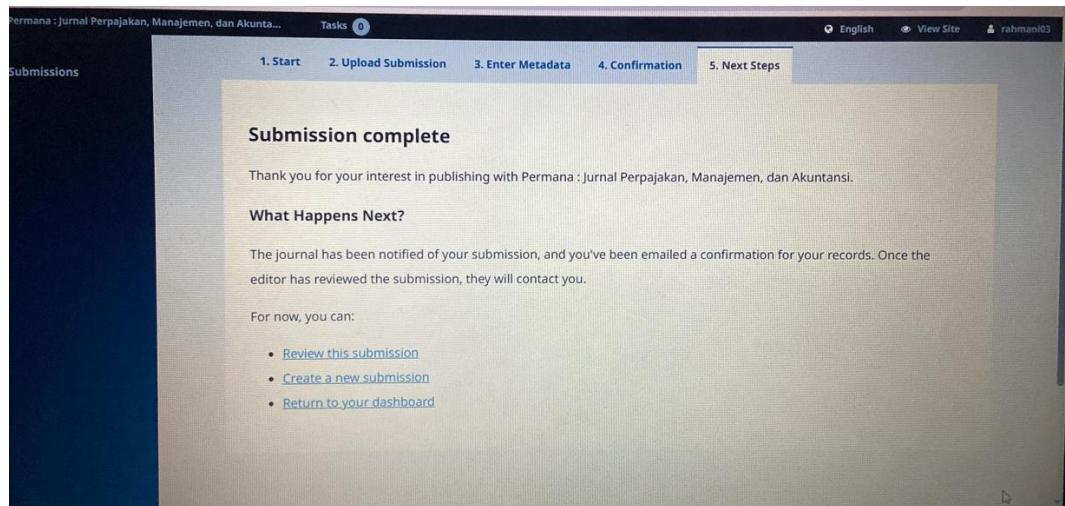 Permana : Jurnal Perpajakan, Manajemen, dan Akunta... Tasks 0 English View Site rahmani03
Submissions
1. Start 2. Upload Submission 3. Enter Metadata 4. Confirmation 5. Next Steps
Submission complete
Thank you for your interest in publishing with Permana : Jurnal Perpajakan, Manajemen, dan Akuntansi.
What Happens Next?
The journal has been notified of your submission, and you've been emailed a confirmation for your records. Once the
editor has reviewed the submission, they will contact you.
For now, you can:
• Review this submission
• Create a new submission
• Return to your dashboard